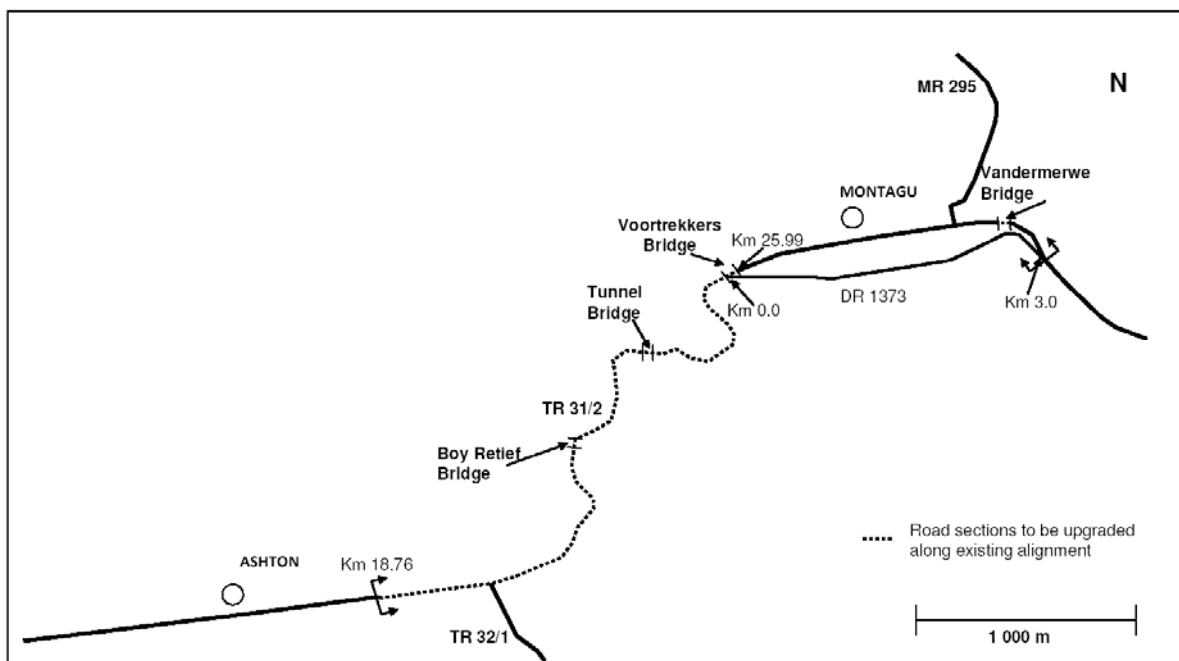 MR 295
N
Vandermerwe
Bridge
MONTAGU
Voortrekkers
Bridge
Km 25.99
DR 1373
Km 3.0
Km 0.0
Tunnel
Bridge
TR 31/2
Boy Retief
Bridge
Road sections to be upgraded
along existing alignment
ASHTON
Km 18.76
TR 32/1
1 000 m